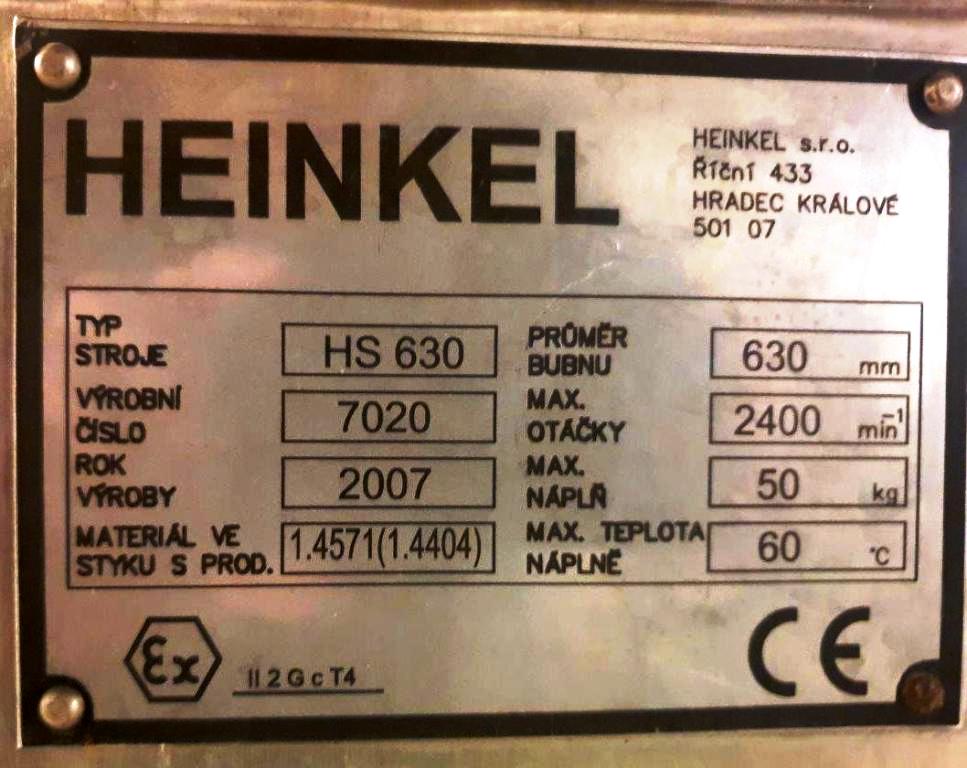 HEINKEL
HEINKEL s.r.o.
Říční 433
HRADEC KRÁLOVÉ
501 07
TYP
STROJE
HS 630
VÝROBNÍ
ČÍSLO
7020
ROK
VÝROBY
2007
MATERIÁL VE
STYKU S PROD.
1.4571(1.4404)
PRŮMĚR
BUBNU
630 mm
MAX.
OTÁČKY
2400 min⁻¹
MAX.
NÁPLŇ
50 kg
MAX. TEPLOTA
NÁPLNĚ
60 °C
Ex
II 2 G c T4
CE